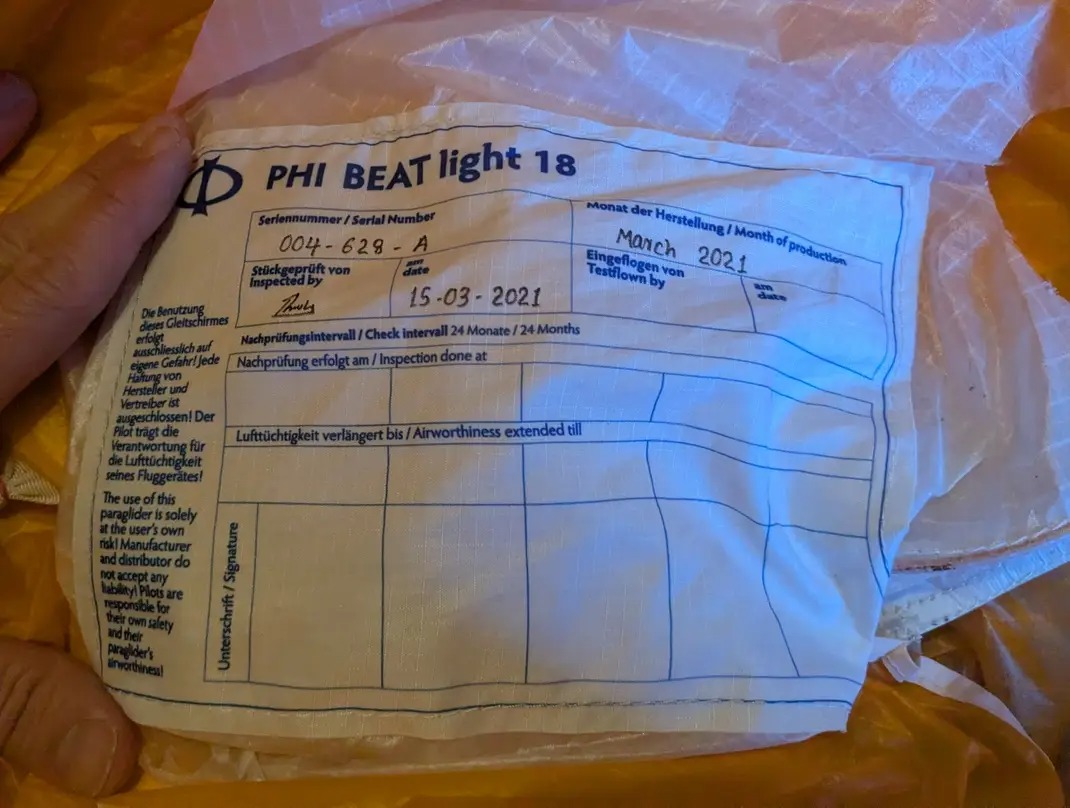 PHI BEAT light 18
Seriennummer / Serial Number
004-628-A
Monat der Herstellung / Month of production
March 2021
Stückgeprüft von
Inspected by
am
date
15-03-2021
Eingeflogen von
Testflown by
am
date
Nachprüfungsintervall / Check intervall 24 Monate / 24 Months
Nachprüfung erfolgt am / Inspection done at
Lufttüchtigkeit verlängert bis / Airworthiness extended till
Unterschrift / Signature
Die Benutzung
dieses Gleitschirmes
erfolgt
ausschliesslich auf
eigene Gefahr! Jede
Haftung von
Hersteller und
Vertreiber ist
ausgeschlossen! Der
Pilot trägt die
Verantwortung für
die Lufttüchtigkeit
seines Fluggerätes!
The use of this
paraglider is solely
at the user's own
risk! Manufacturer
and distributor do
not accept any
liability! Pilots are
responsible for
their own safety
and their
paraglider's
airworthiness!